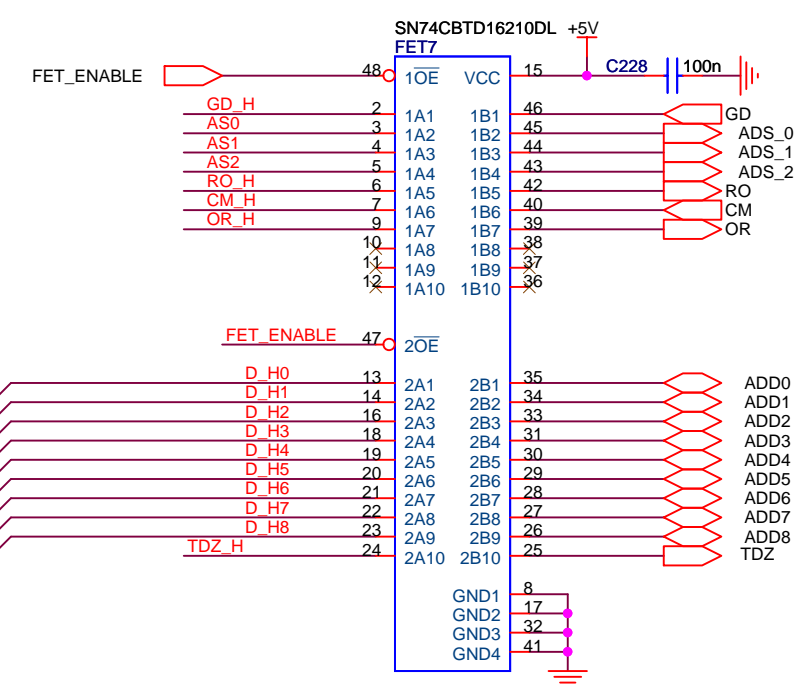 SN74CBTD16210DL +5V
FET7
C228 100n
FET_ENABLE 48 1OE VCC 15
GD_H 2 1A1 1B1 46 GD
AS0 3 1A2 1B2 45 ADS_0
AS1 4 1A3 1B3 44 ADS_1
AS2 5 1A4 1B4 43 ADS_2
RO_H 6 1A5 1B5 42 RO
CM_H 7 1A6 1B6 40 CM
OR_H 9 1A7 1B7 39 OR
10 1A8 1B8 38
11 1A9 1B9 37
12 1A10 1B10 36
FET_ENABLE 47 2OE
D_H0 13 2A1 2B1 35 ADD0
D_H1 14 2A2 2B2 34 ADD1
D_H2 16 2A3 2B3 33 ADD2
D_H3 18 2A4 2B4 31 ADD3
D_H4 19 2A5 2B5 30 ADD4
D_H5 20 2A6 2B6 29 ADD5
D_H6 21 2A7 2B7 28 ADD6
D_H7 22 2A8 2B8 27 ADD7
D_H8 23 2A9 2B9 26 ADD8
TDZ_H 24 2A10 2B10 25 TDZ
GND1 8
GND2 17
GND3 32
GND4 41